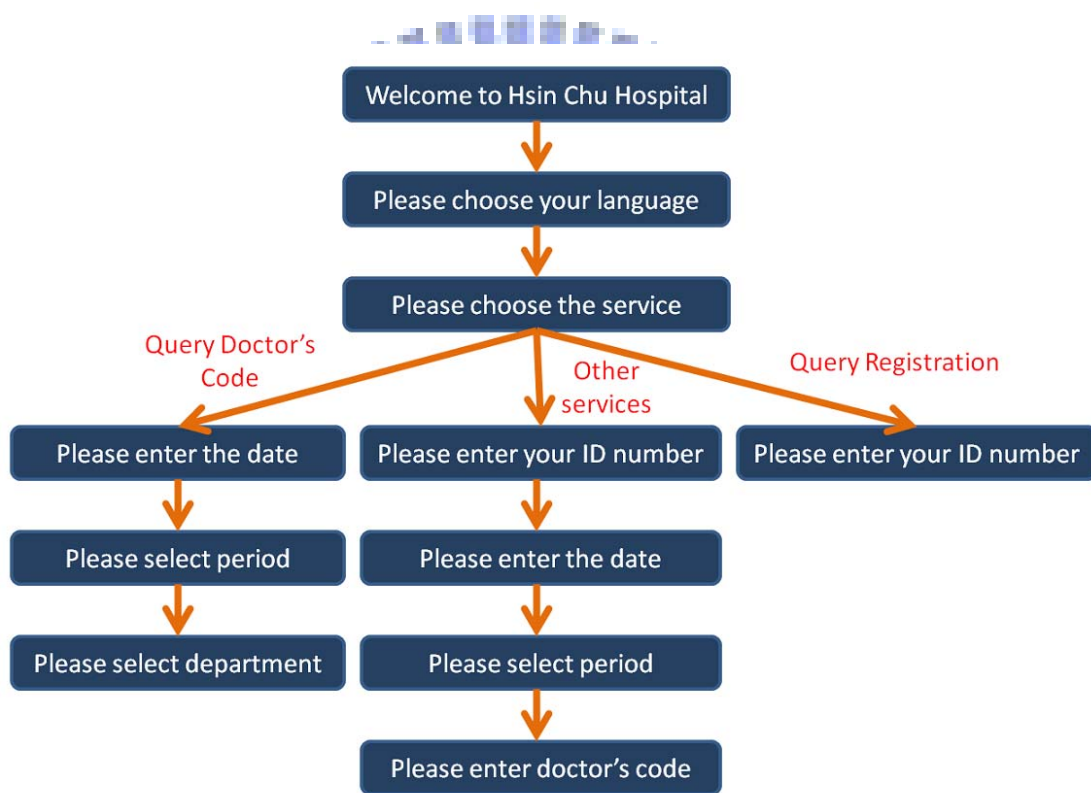 Welcome to Hsin Chu Hospital
Please choose your language
Please choose the service
Query Doctor's
Code
Other
services
Query Registration
Please enter the date
Please enter your ID number
Please enter your ID number
Please select period
Please enter the date
Please select department
Please select period
Please enter doctor's code